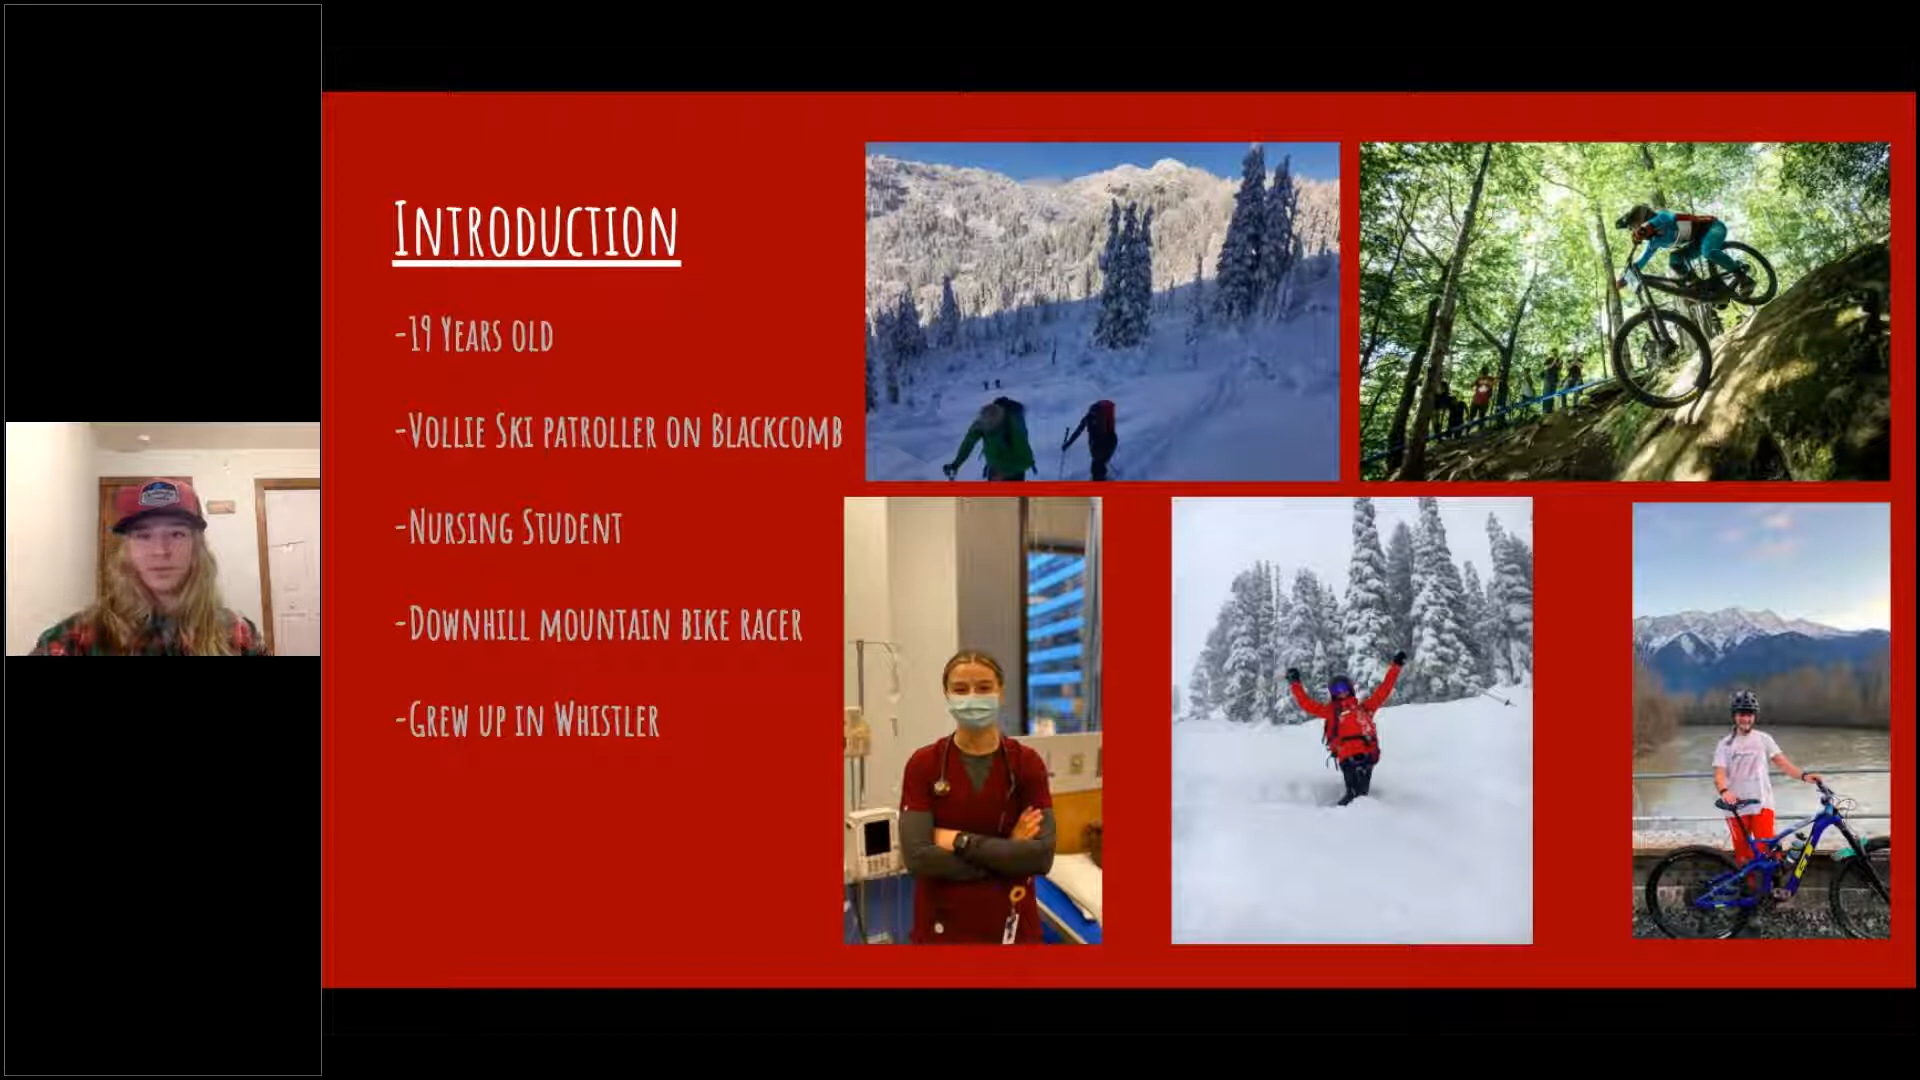 Introduction
-19 Years old
-Vollie Ski patroller on Blackcomb
-Nursing Student
-Downhill mountain bike racer
-Grew up in Whistler